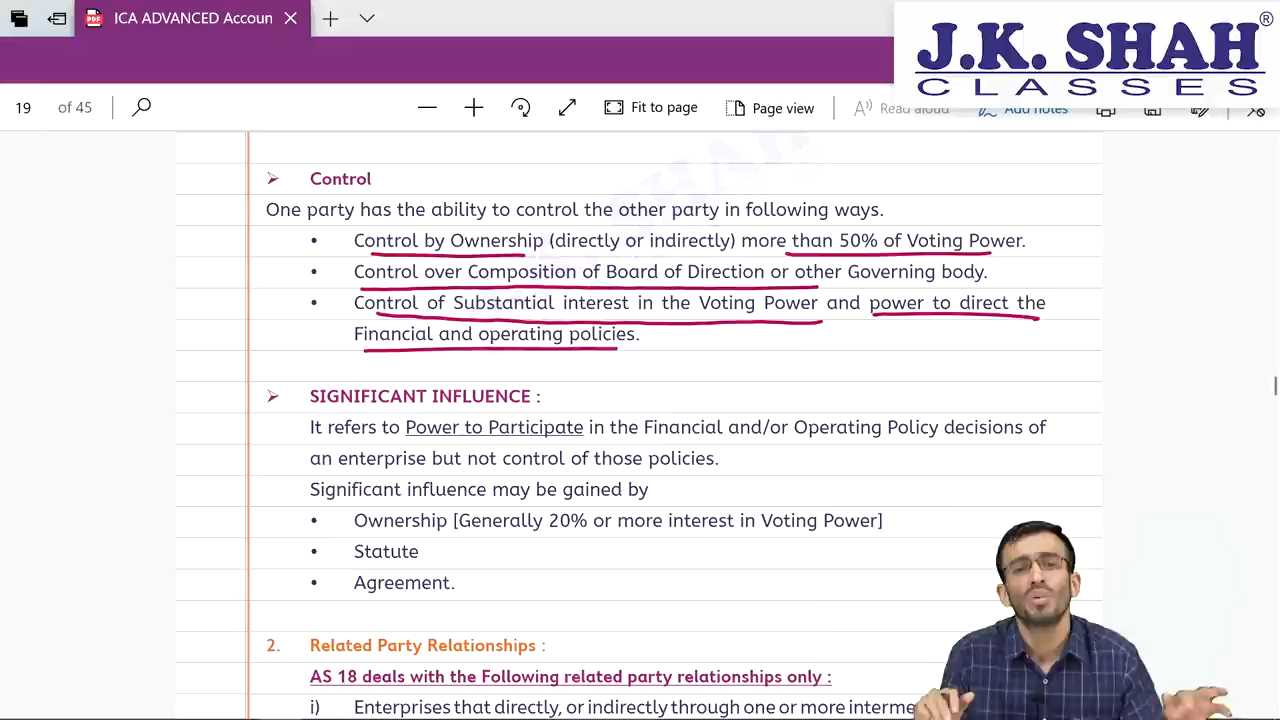 ICA ADVANCED Accoun
J.K. SHAH®
CLASSES
19 of 45
Fit to page
Page view
Read aloud
Add notes
SHAH
➢ Control
One party has the ability to control the other party in following ways.
• Control by Ownership (directly or indirectly) more than 50% of Voting Power.
• Control over Composition of Board of Direction or other Governing body.
• Control of Substantial interest in the Voting Power and power to direct the
Financial and operating policies.
➢ SIGNIFICANT INFLUENCE :
It refers to Power to Participate in the Financial and/or Operating Policy decisions of
an enterprise but not control of those policies.
Significant influence may be gained by
• Ownership [Generally 20% or more interest in Voting Power]
• Statute
• Agreement.
2. Related Party Relationships :
AS 18 deals with the Following related party relationships only :
i) Enterprises that directly, or indirectly through one or more interme